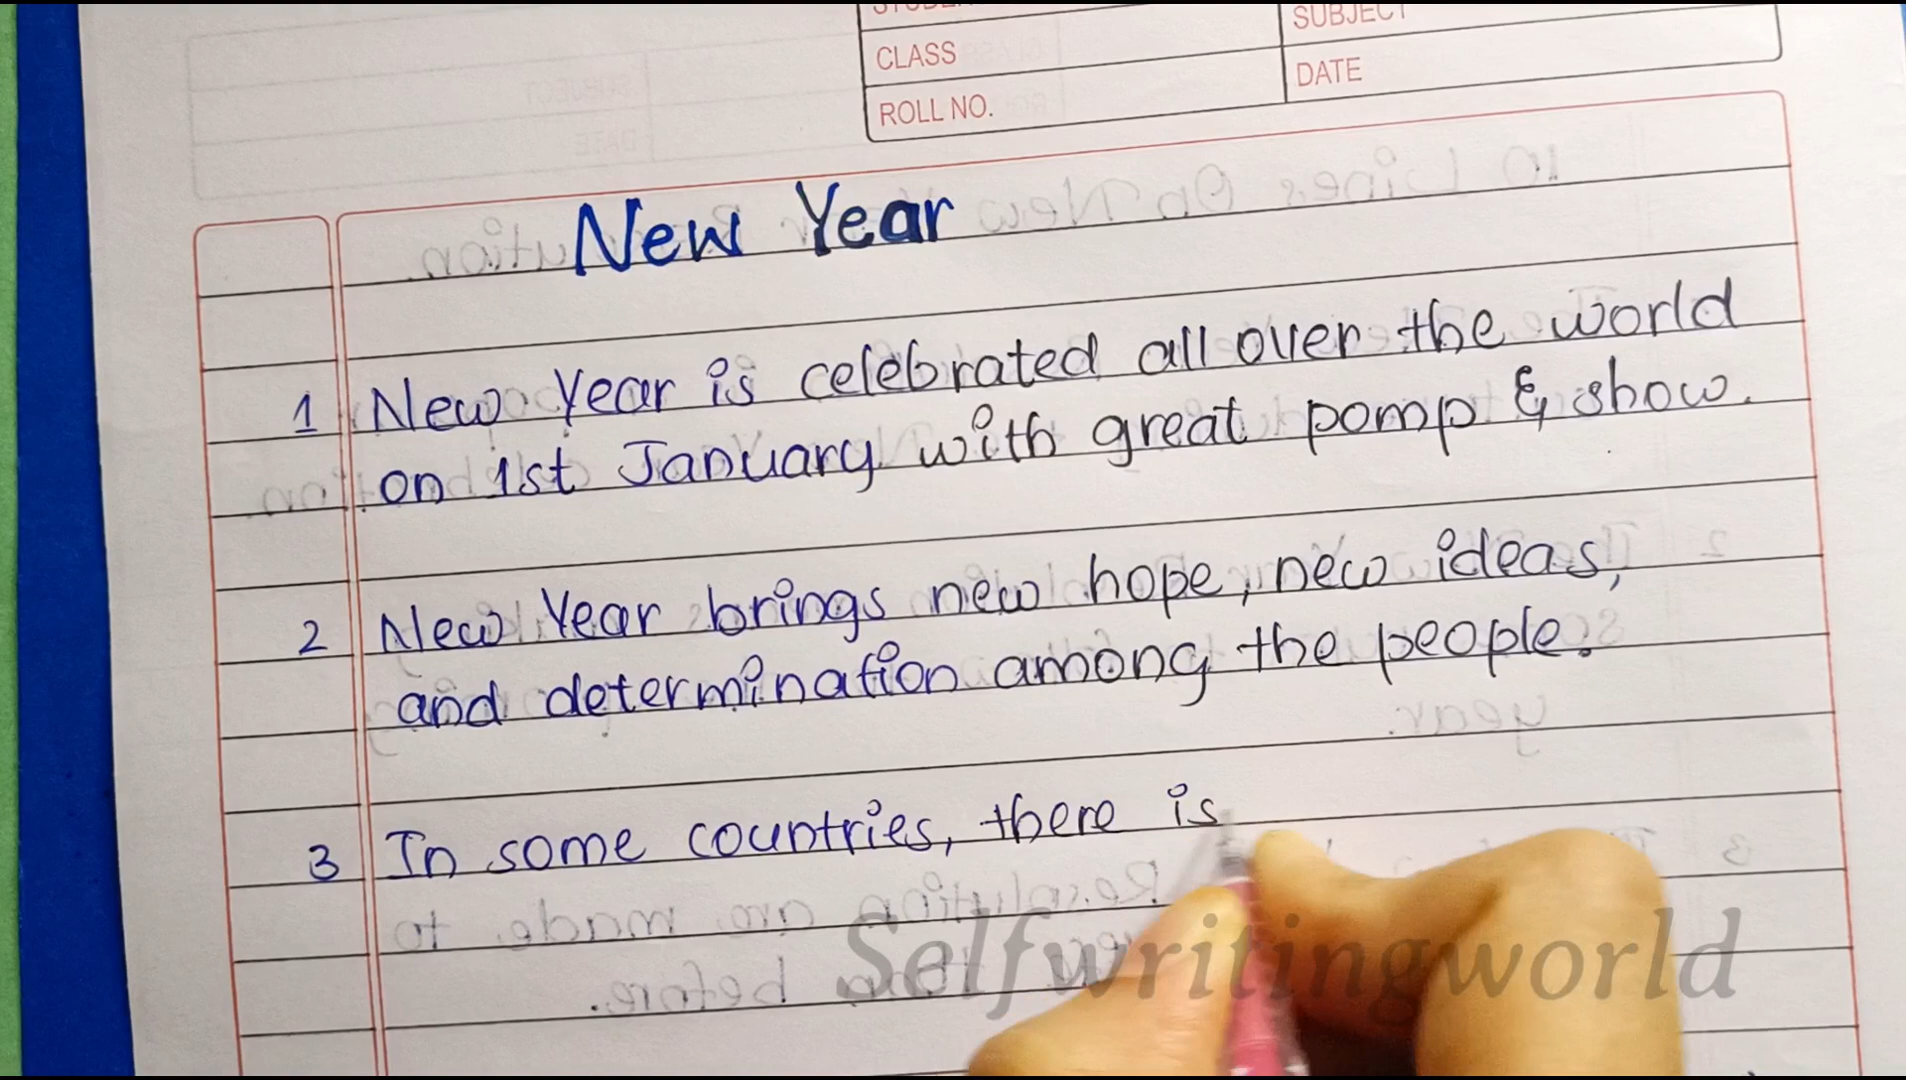 SUBJECT
CLASS
DATE
ROLL NO.
New Year
1 New Year is celebrated all over the world
on 1st January with great pomp & show.
2 New Year brings new hope, new ideas,
and determination among the people.
3 In some countries, there is
Selfwritingworld